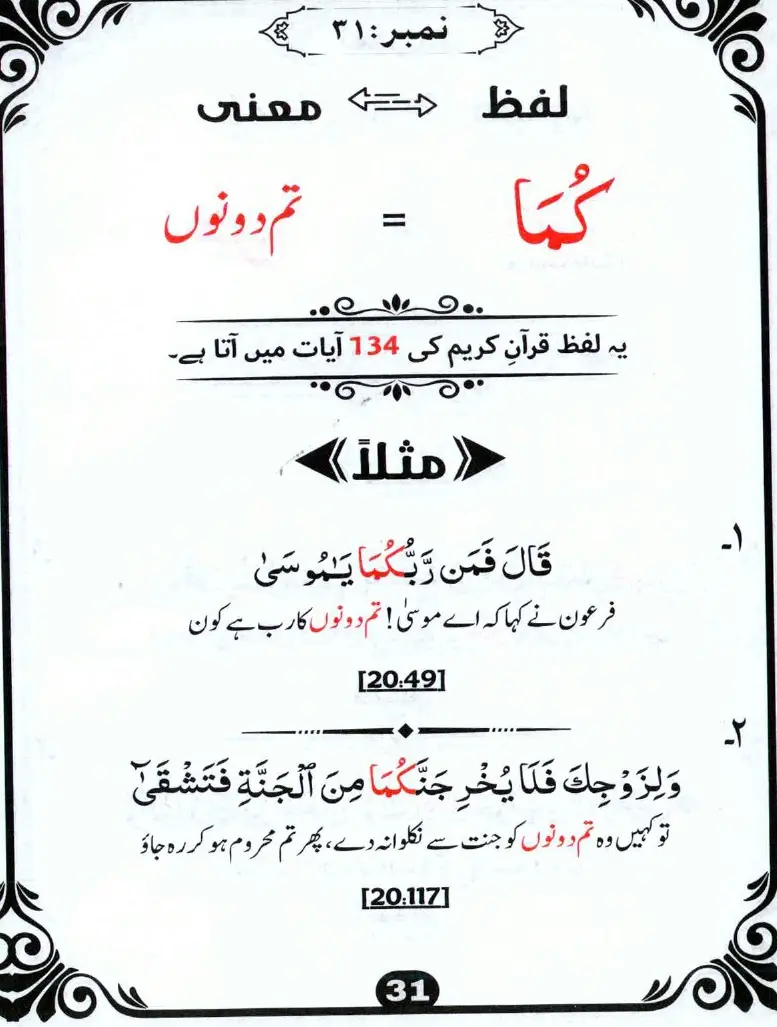 نمبر:۳۱
لفظ ⇔ معنی
كُمَا = تم دونوں
یہ لفظ قرآنِ کریم کی 134 آیات میں آتا ہے۔
مثلاً
۱۔
قَالَ فَمَن رَّبُّكُمَا يَـٰمُوسَىٰ
فرعون نے کہا کہ اے موسیٰ! تم دونوں کا رب ہے کون
[20:49]
۲۔
وَلِزَوْجِكَ فَلَا يُخْرِجَنَّكُمَا مِنَ ٱلْجَنَّةِ فَتَشْقَىٰٓ
تو کہیں وہ تم دونوں کو جنت سے نکلوا نہ دے، پھر تم محروم ہو کر رہ جاؤ
[20:117]
31